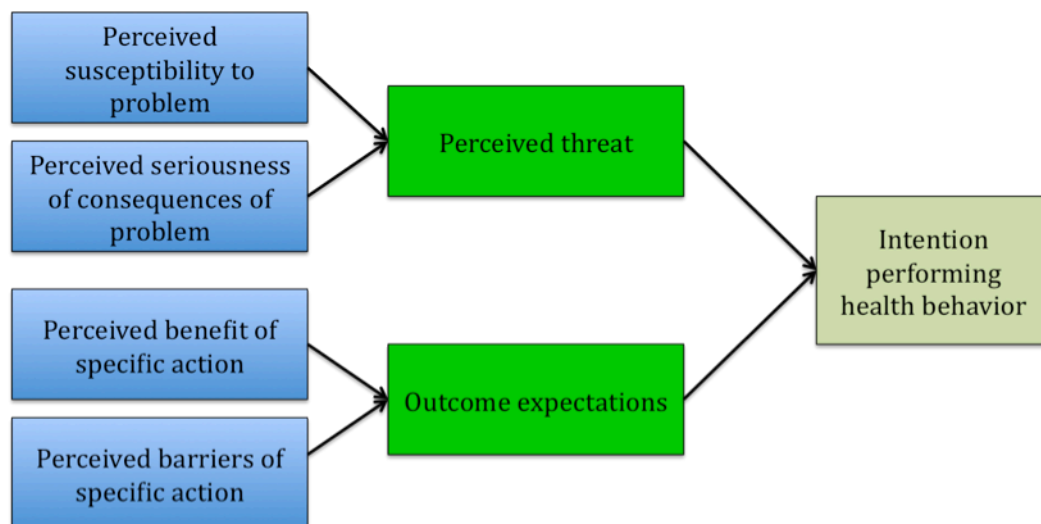 Perceived
susceptibility to
problem
Perceived seriousness
of consequences of
problem
Perceived threat
Intention
performing
health behavior
Perceived benefit of
specific action
Outcome expectations
Perceived barriers of
specific action